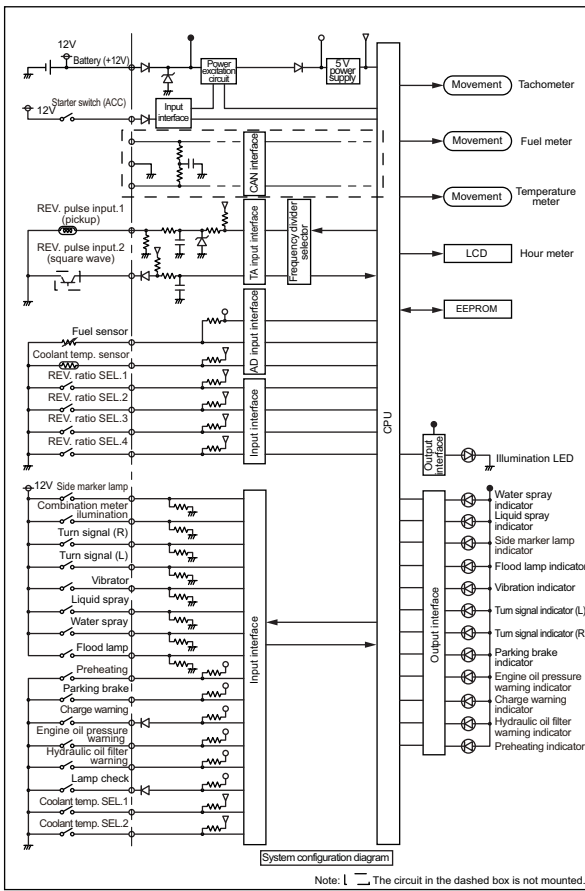 12V
Battery (+12V)
Power
excitation
circuit
5 V
power
supply
12V
Starter switch (ACC)
Input
interface
CAN interface
REV. pulse input.1
(pickup)
REV. pulse input.2
(square wave)
TA input interface
Frequency divider
selector
Fuel sensor
Coolant temp. sensor
AD input interface
REV. ratio SEL.1
REV. ratio SEL.2
REV. ratio SEL.3
REV. ratio SEL.4
Input interface
CPU
Movement
Tachometer
Movement
Fuel meter
Movement
Temperature
meter
LCD
Hour meter
EEPROM
Output
interface
Illumination LED
12V
Side marker lamp
Combination meter
ilumination
Turn signal (R)
Turn signal (L)
Vibrator
Liquid spray
Water spray
Flood lamp
Preheating
Parking brake
Charge warning
Engine oil pressure
warning
Hydraulic oil filter
warning
Lamp check
Coolant temp. SEL.1
Coolant temp. SEL.2
Input interface
Output interface
Water spray
indicator
Liquid spray
indicator
Side marker lamp
indicator
Flood lamp indicator
Vibration indicator
Turn signal indicator (L)
Turn signal indicator (R)
Parking brake
indicator
Engine oil pressure
warning indicator
Charge warning
indicator
Hydraulic oil filter
warning indicator
Preheating indicator
System configuration diagram
Note: The circuit in the dashed box is not mounted.